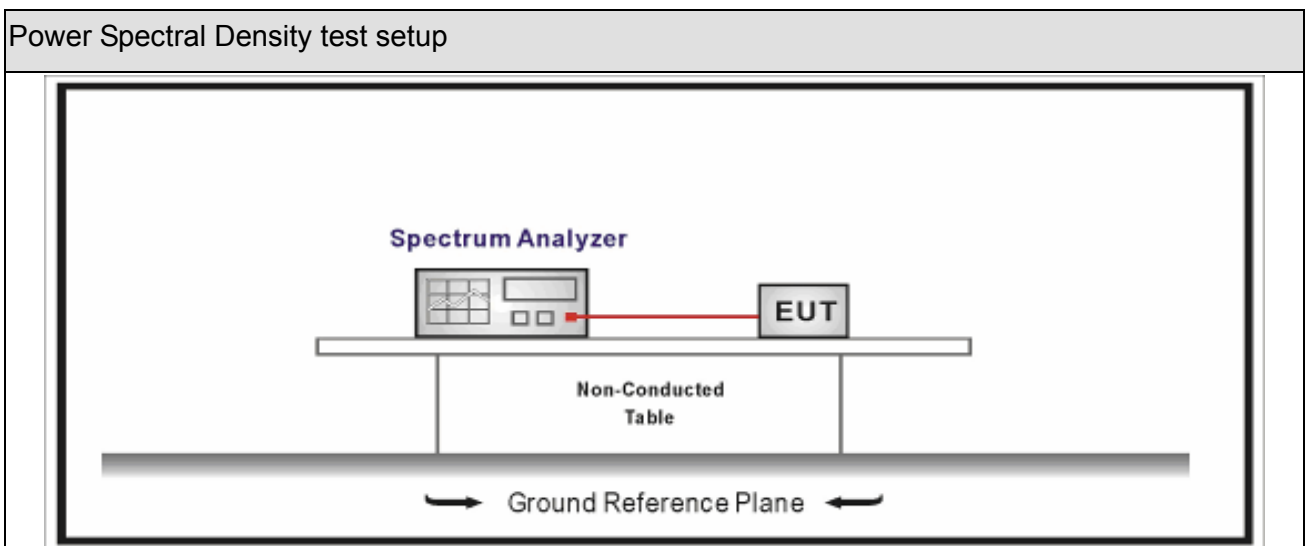 Power Spectral Density test setup
Spectrum Analyzer
EUT
Non-Conducted
Table
Ground Reference Plane